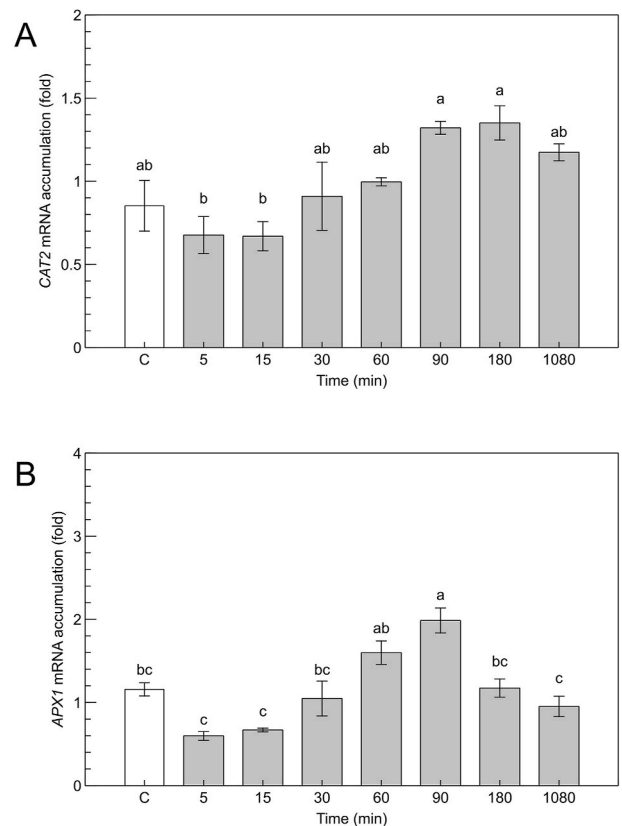 A
CAT2 mRNA accumulation (fold)
2
1.5
1
0.5
0
ab
b
b
ab
ab
a
a
ab
C 5 15 30 60 90 180 1080
Time (min)
B
APX1 mRNA accumulation (fold)
4
3
2
1
0
bc
c
c
bc
ab
a
bc
c
C 5 15 30 60 90 180 1080
Time (min)